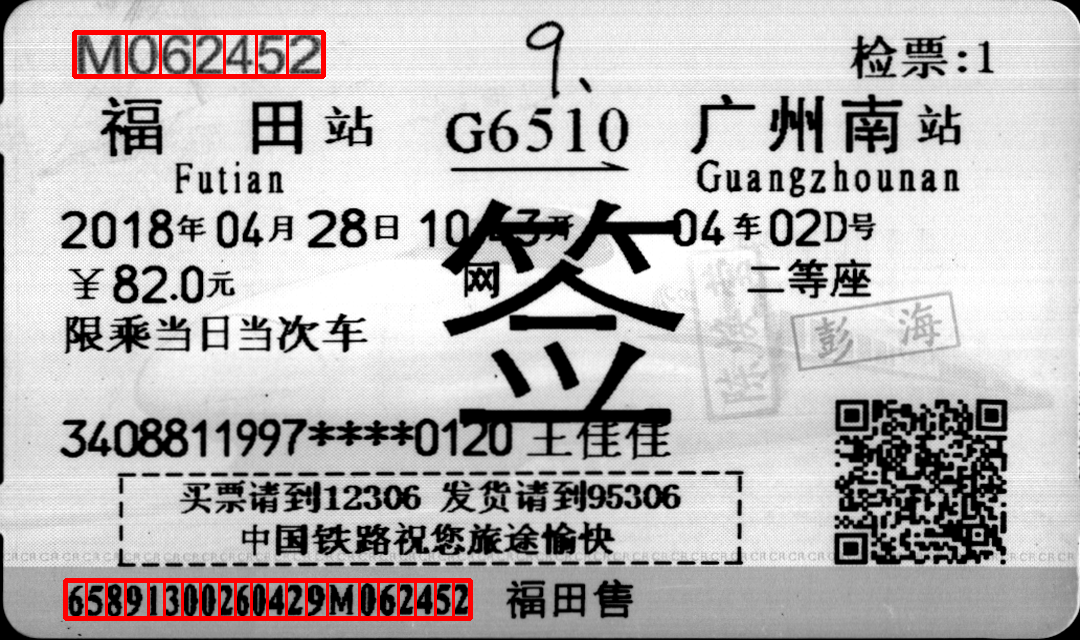 M062452
检票:1
9、
福田站 G6510 广州南站
Futian Guangzhounan
2018年04月28日 开 04车02D号
¥82.0元 网 二等座
限乘当日当次车
签
彭海
3408811997****0120 王佳佳
买票请到12306 发货请到95306
中国铁路祝您旅途愉快
65891300260429M062452 福田售